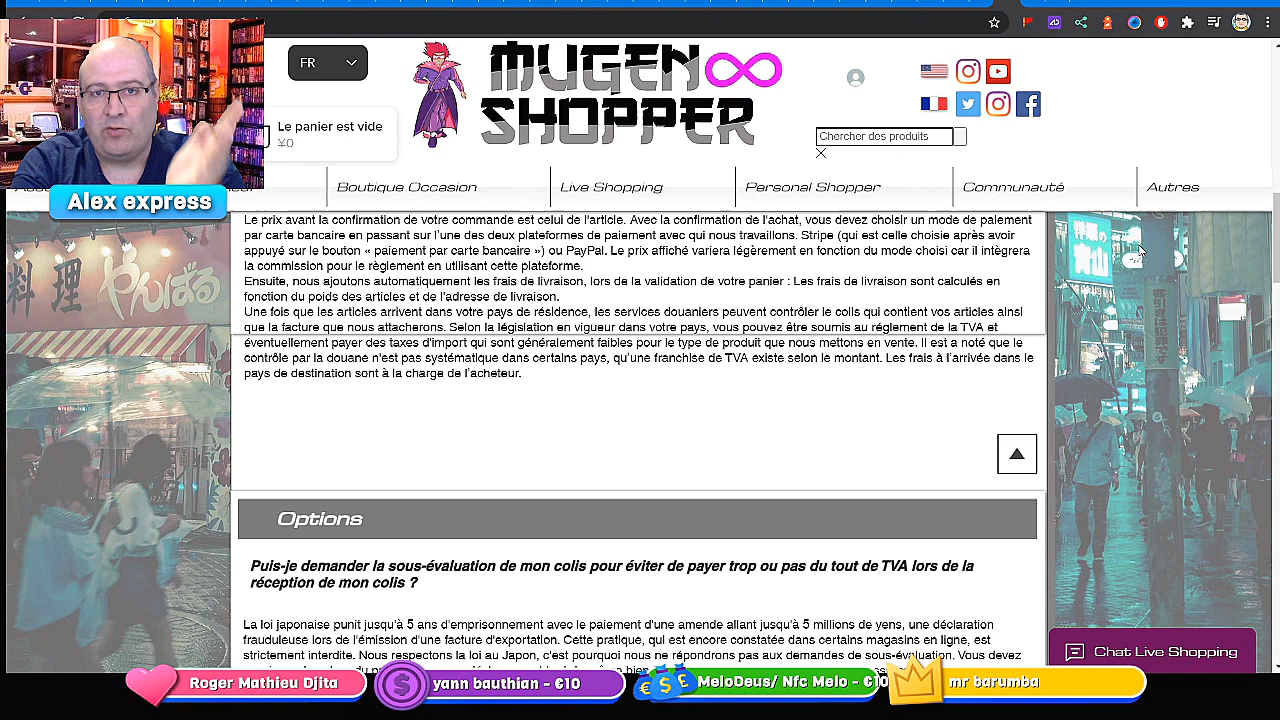 FR
MUGEN
SHOPPER
Le panier est vide
¥0
Chercher des produits
Boutique Occasion
Live Shopping
Personal Shopper
Communauté
Autres
Alex express
Le prix avant la confirmation de votre commande est celui de l'article. Avec la confirmation de l'achat, vous devez choisir un mode de paiement
par carte bancaire en passant sur l'une des deux plateformes de paiement avec qui nous travaillons. Stripe (qui est celle choisie après avoir
appuyé sur le bouton « paiement par carte bancaire ») ou PayPal. Le prix affiché variera légèrement en fonction du mode choisi car il intègrera
la commission pour le règlement en utilisant cette plateforme.
Ensuite, nous ajoutons automatiquement les frais de livraison, lors de la validation de votre panier : Les frais de livraison sont calculés en
fonction du poids des articles et de l'adresse de livraison.
Une fois que les articles arrivent dans votre pays de résidence, les services douaniers peuvent contrôler le colis qui contient vos articles ainsi
que la facture que nous attacherons. Selon la législation en vigueur dans votre pays, vous pouvez être soumis au règlement de la TVA et
éventuellement payer des taxes d'import qui sont généralement faibles pour le type de produit que nous mettons en vente. Il est a noté que le
contrôle par la douane n'est pas systématique dans certains pays, qu'une franchise de TVA existe selon le montant. Les frais à l'arrivée dans le
pays de destination sont à la charge de l'acheteur.
料理
やんばる
青山
Options
Puis-je demander la sous-évaluation de mon colis pour éviter de payer trop ou pas du tout de TVA lors de la
réception de mon colis ?
La loi japonaise punit jusqu'à 5 ans d'emprisonnement avec le paiement d'une amende allant jusqu'à 5 millions de yens, une déclaration
frauduleuse lors de l'émission d'une facture d'exportation. Cette pratique, qui est encore constatée dans certains magasins en ligne, est
strictement interdite. Nous respectons la loi au Japon, c'est pourquoi nous ne répondrons pas aux demandes de sous-évaluation. Vous devez
Chat Live Shopping
Roger Mathieu Djita
yann bauthian - €10
MeloDeus/ Nfc Melo - €10
mr barumba